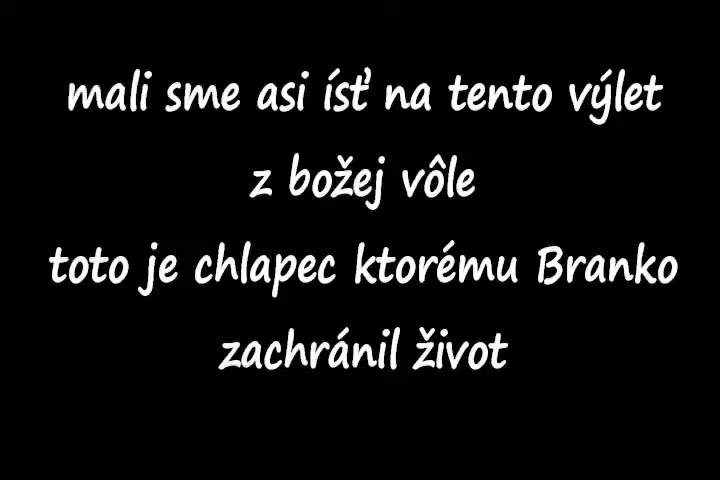 mali sme asi ísť na tento výlet
z božej vôle
toto je chlapec ktorému Branko
zachránil život